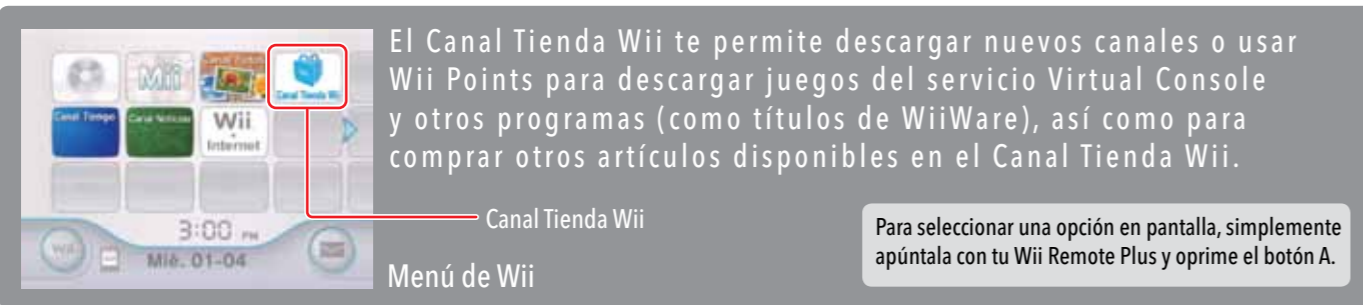 El Canal Tienda Wii te permite descargar nuevos canales o usar
Wii Points para descargar juegos del servicio Virtual Console
y otros programas (como títulos de WiiWare), así como para
comprar otros artículos disponibles en el Canal Tienda Wii.
Mii
Canal Tienda Wii
Canal Tiempo
Canal Noticias
Wii
+
Internet
3:00 PM
Wii
Mié. 01-04
Canal Tienda Wii
Menú de Wii
Para seleccionar una opción en pantalla, simplemente
apúntala con tu Wii Remote Plus y oprime el botón A.